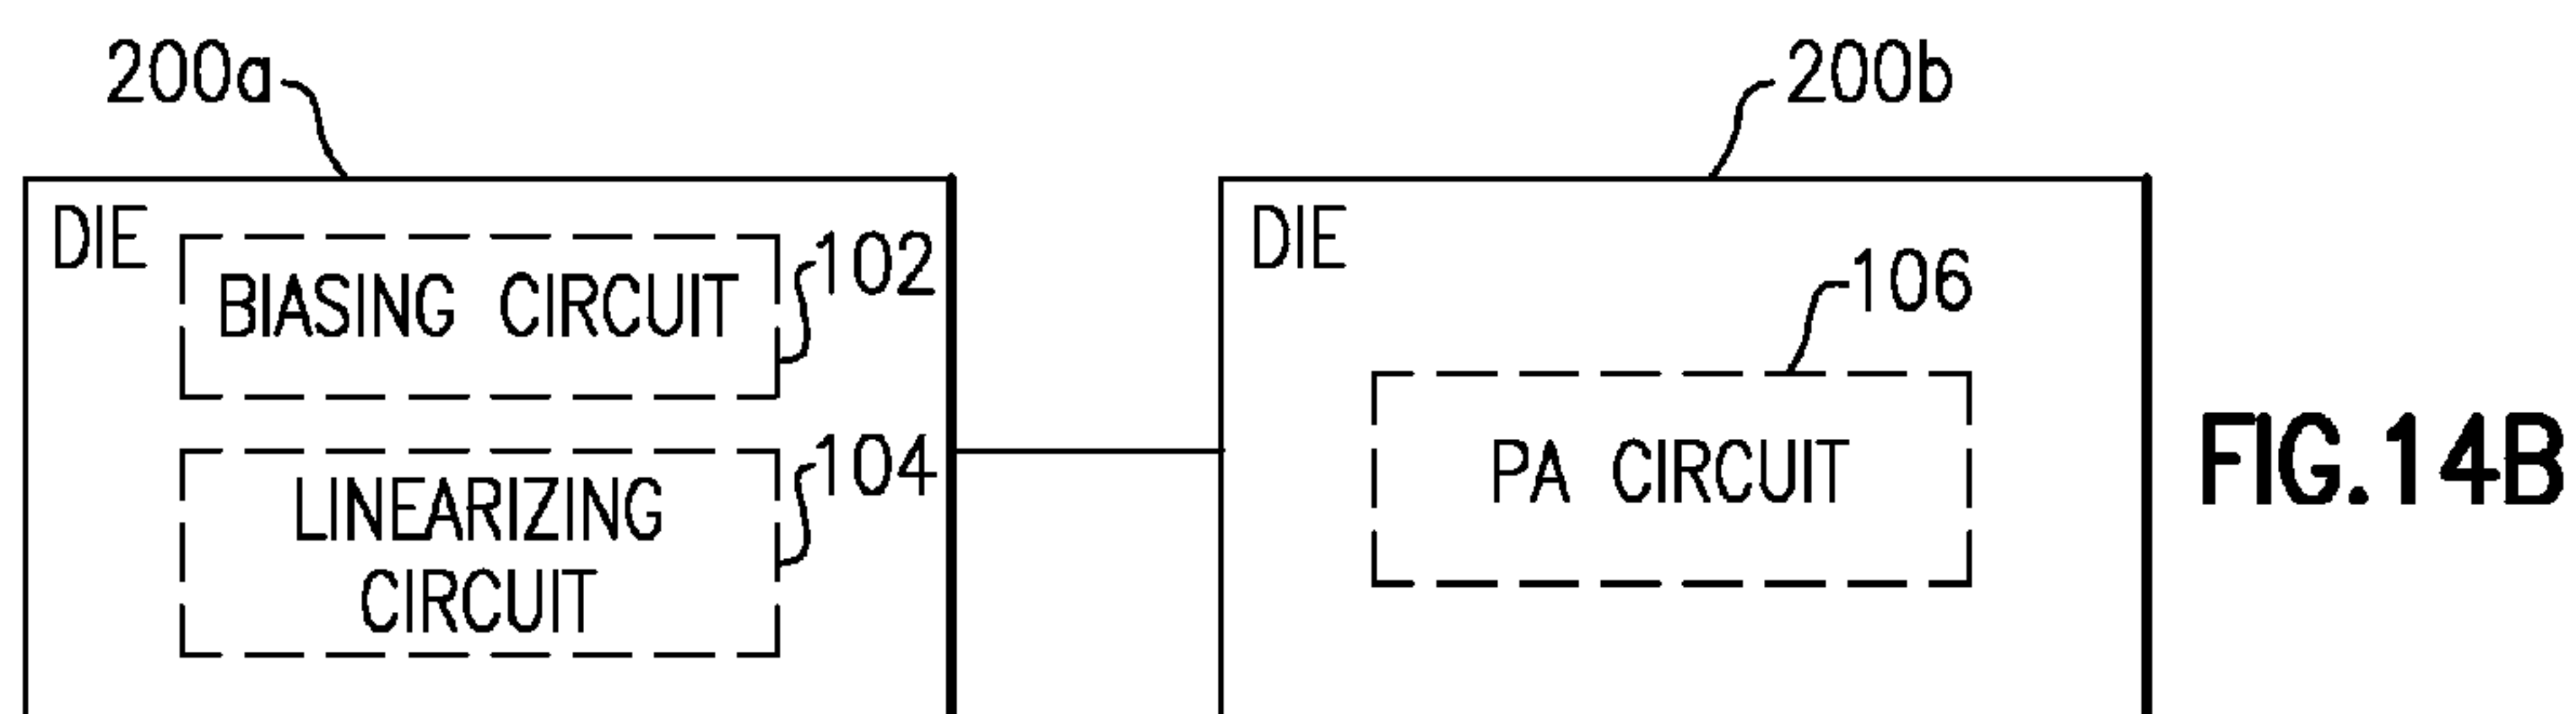 200a
200b
DIE
BIASING CIRCUIT
102
LINEARIZING
CIRCUIT
104
DIE
106
PA CIRCUIT
FIG.14B